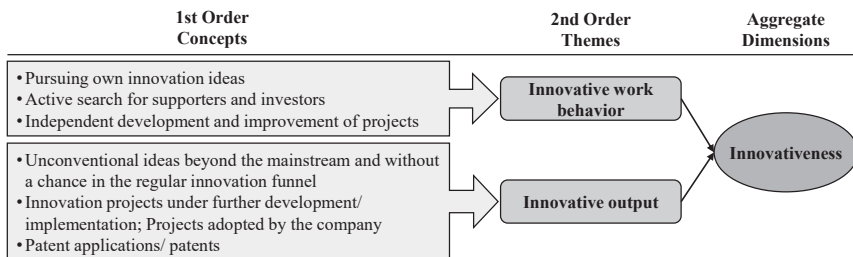 1st Order
Concepts
2nd Order
Themes
Aggregate
Dimensions
• Pursuing own innovation ideas
• Active search for supporters and investors
• Independent development and improvement of projects
Innovative work
behavior
• Unconventional ideas beyond the mainstream and without
a chance in the regular innovation funnel
• Innovation projects under further development/
implementation; Projects adopted by the company
• Patent applications/ patents
Innovative output
Innovativeness